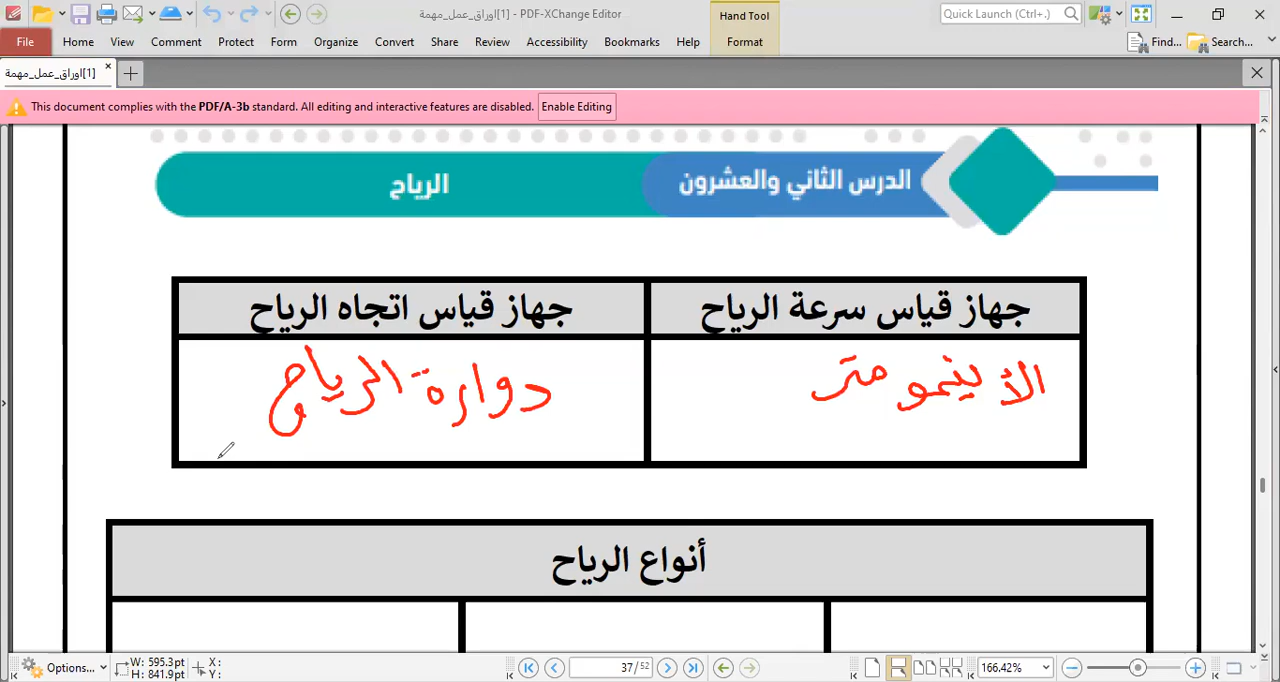 اوراق_عمل_مهمة[1] - PDF-XChange Editor
Hand Tool
Quick Launch (Ctrl+.)
File Home View Comment Protect Form Organize Convert Share Review Accessibility Bookmarks Help Format
Find... Search...
اوراق_عمل_مهمة[1]
This document complies with the PDF/A-3b standard. All editing and interactive features are disabled. Enable Editing
الدرس الثاني والعشرون
الرياح
جهاز قياس سرعة الرياح
جهاز قياس اتجاه الرياح
الأنيمومتر
دوارة الرياح
أنواع الرياح
Options...
W: 595.3pt
H: 841.9pt
X:
Y:
37 / 52
166.42%